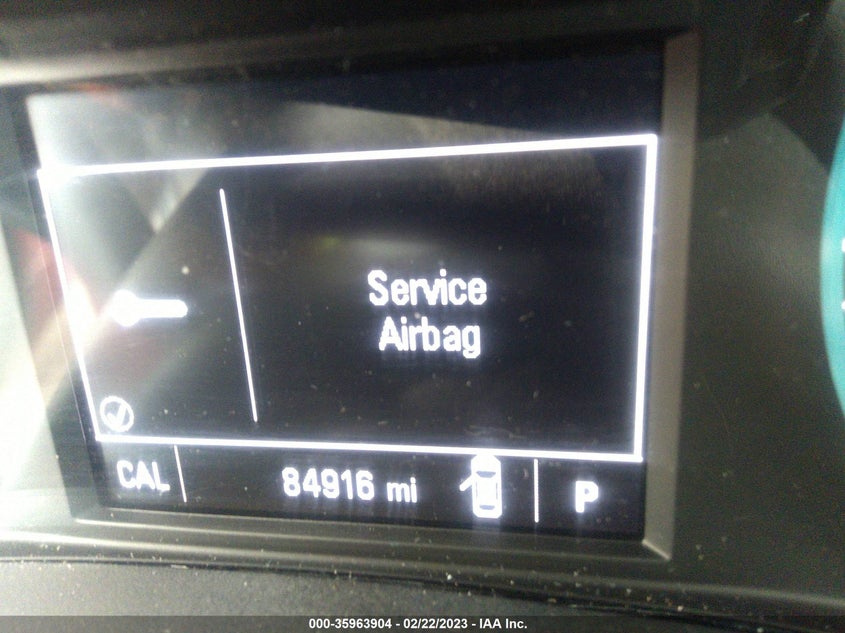 Service
Airbag
CAL 84916 mi P
000-35963904 - 02/22/2023 - IAA Inc.